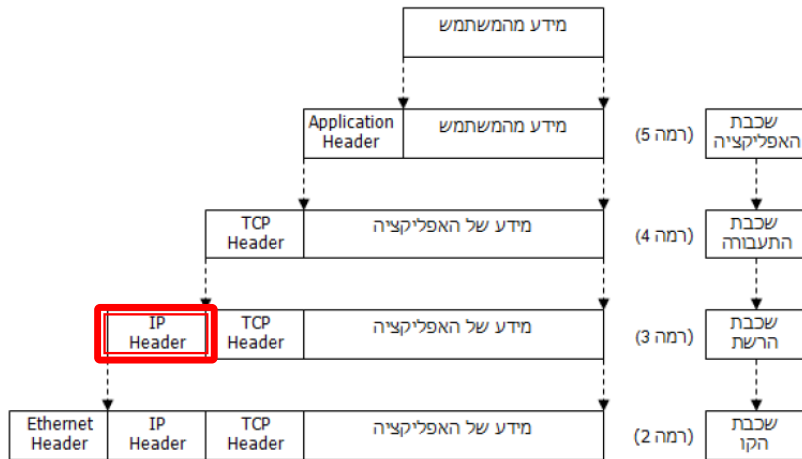 מידע מהמשתמש
Application
Header
מידע מהמשתמש
(רמה 5)
שכבת
האפליקציה
TCP
Header
מידע של האפליקציה
(רמה 4)
שכבת
התעבורה
IP
Header
TCP
Header
מידע של האפליקציה
(רמה 3)
שכבת
הרשת
Ethernet
Header
IP
Header
TCP
Header
מידע של האפליקציה
(רמה 2)
שכבת
הקו